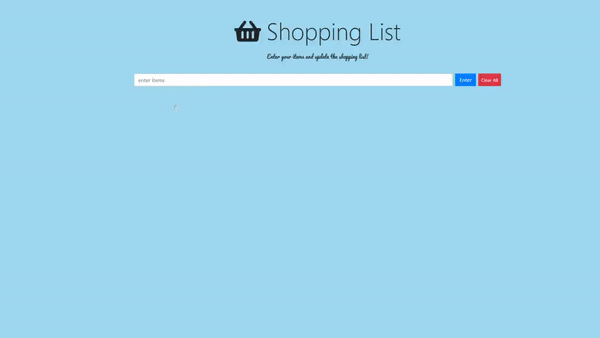 Shopping List
Enter your items and update the shopping list!
enter items
Enter
Clear All